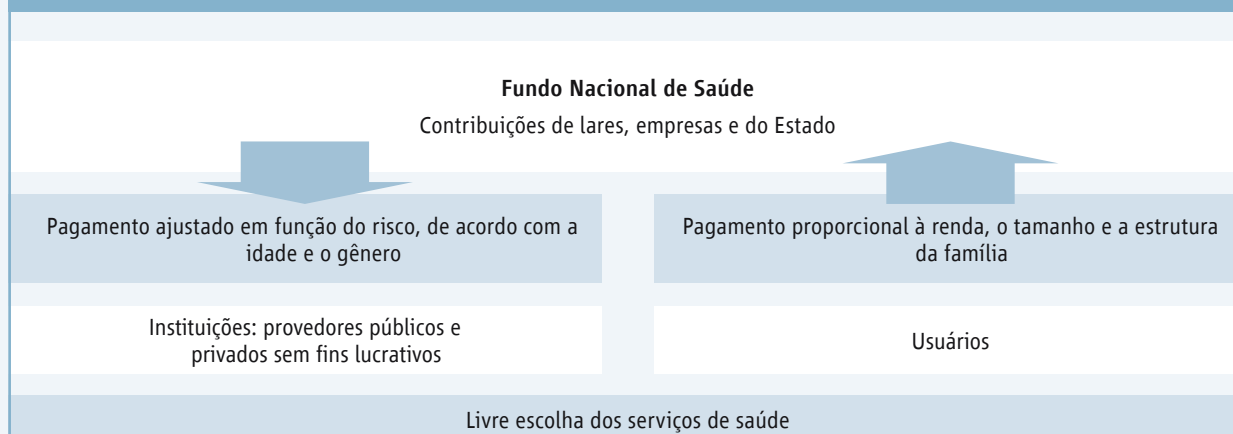 Fundo Nacional de Saúde
Contribuições de lares, empresas e do Estado
Pagamento ajustado em função do risco, de acordo com a
idade e o gênero
Pagamento proporcional à renda, o tamanho e a estrutura
da família
Instituições: provedores públicos e
privados sem fins lucrativos
Usuários
Livre escolha dos serviços de saúde